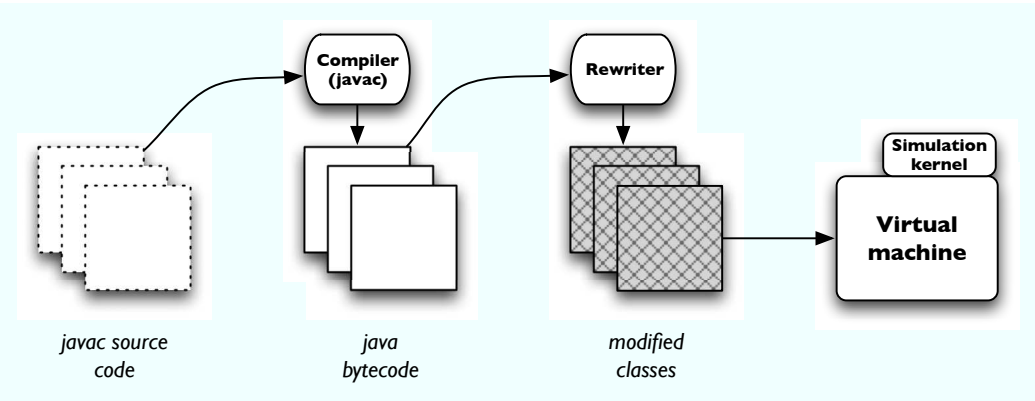 Compiler
(javac)
Rewriter
Simulation
kernel
Virtual
machine
javac source
code
java
bytecode
modified
classes